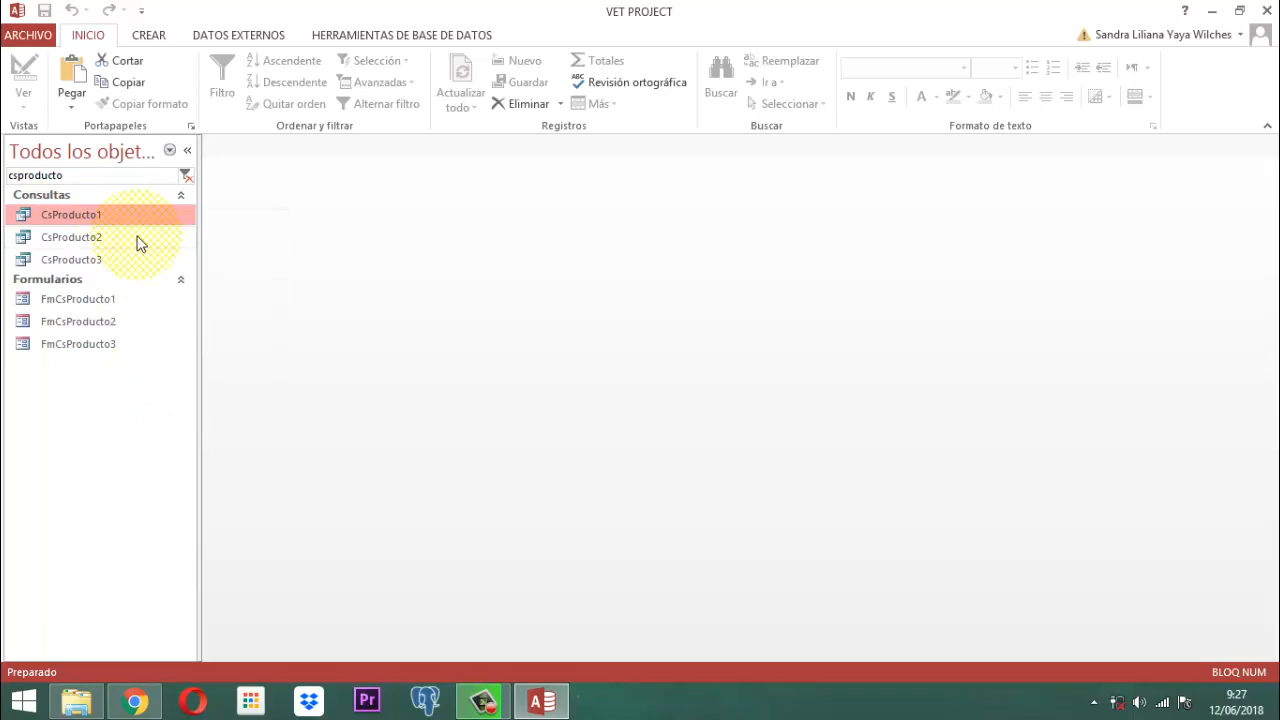 VET PROJECT
?
ARCHIVO INICIO CREAR DATOS EXTERNOS HERRAMIENTAS DE BASE DE DATOS Sandra Liliana Yaya Wilches
Ver
Vistas
Pegar
Cortar
Copiar
Copiar formato
Portapapeles
Filtro
Ascendente
Descendente
Quitar orden
Selección
Avanzadas
Alternar filtro
Ordenar y filtrar
Actualizar
todo
Nuevo
Guardar
Eliminar
Totales
ABC
Revisión ortográfica
Más
Registros
Buscar
Reemplazar
Ir a
Seleccionar
Buscar
N K S A
Formato de texto
Todos los objet...
csproducto
Consultas
CsProducto1
CsProducto2
CsProducto3
Formularios
FmCsProducto1
FmCsProducto2
FmCsProducto3
Preparado
BLOQ NUM
Pr
9:27
12/06/2018